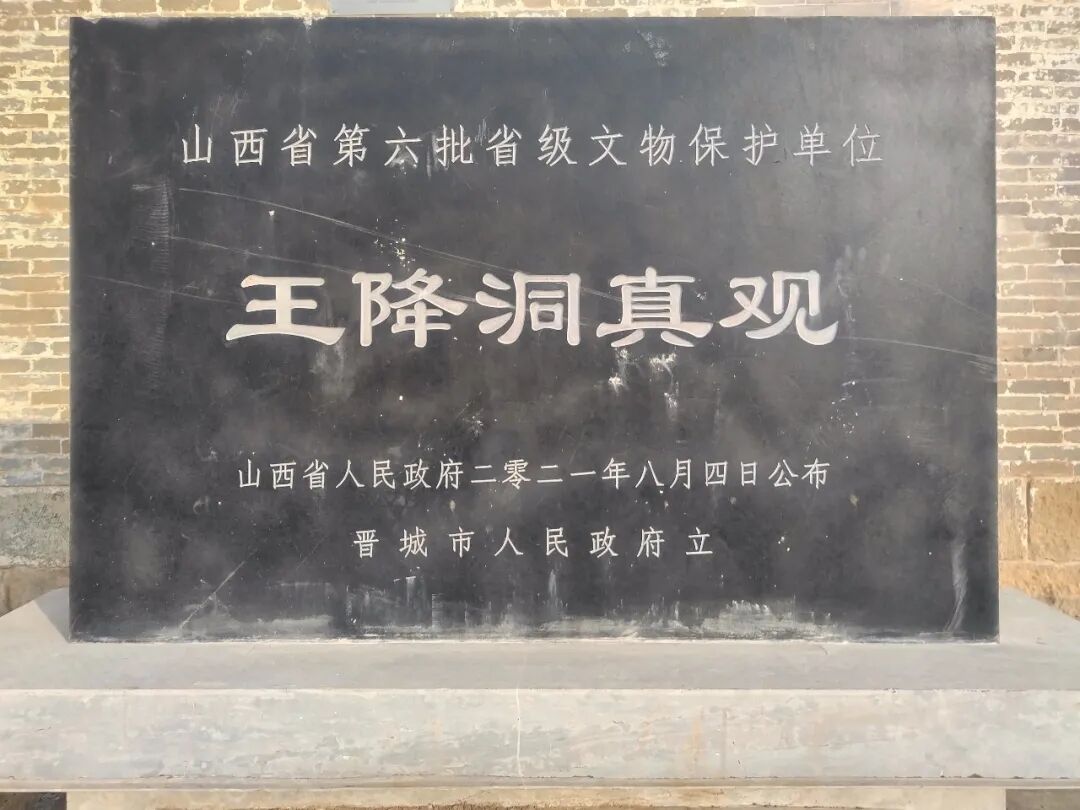 山西省第六批省级文物保护单位
王降洞真观
山西省人民政府二零二一年八月四日公布
晋城市人民政府立